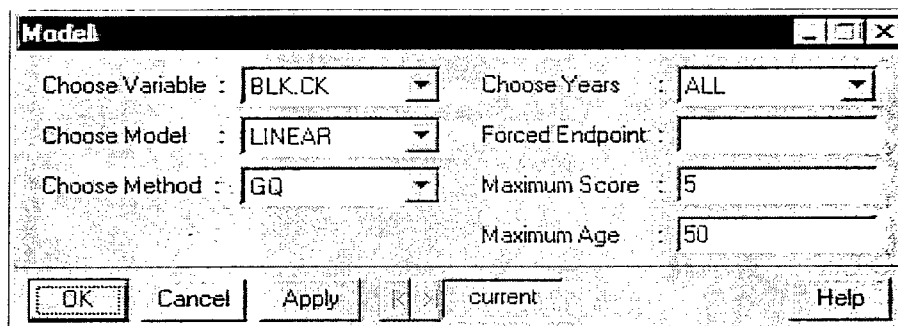 Model
Choose Variable : BLK.CK Choose Years : ALL
Choose Model : LINEAR Forced Endpoint :
Choose Method : GQ Maximum Score : 5
Maximum Age : 50
OK Cancel Apply current Help